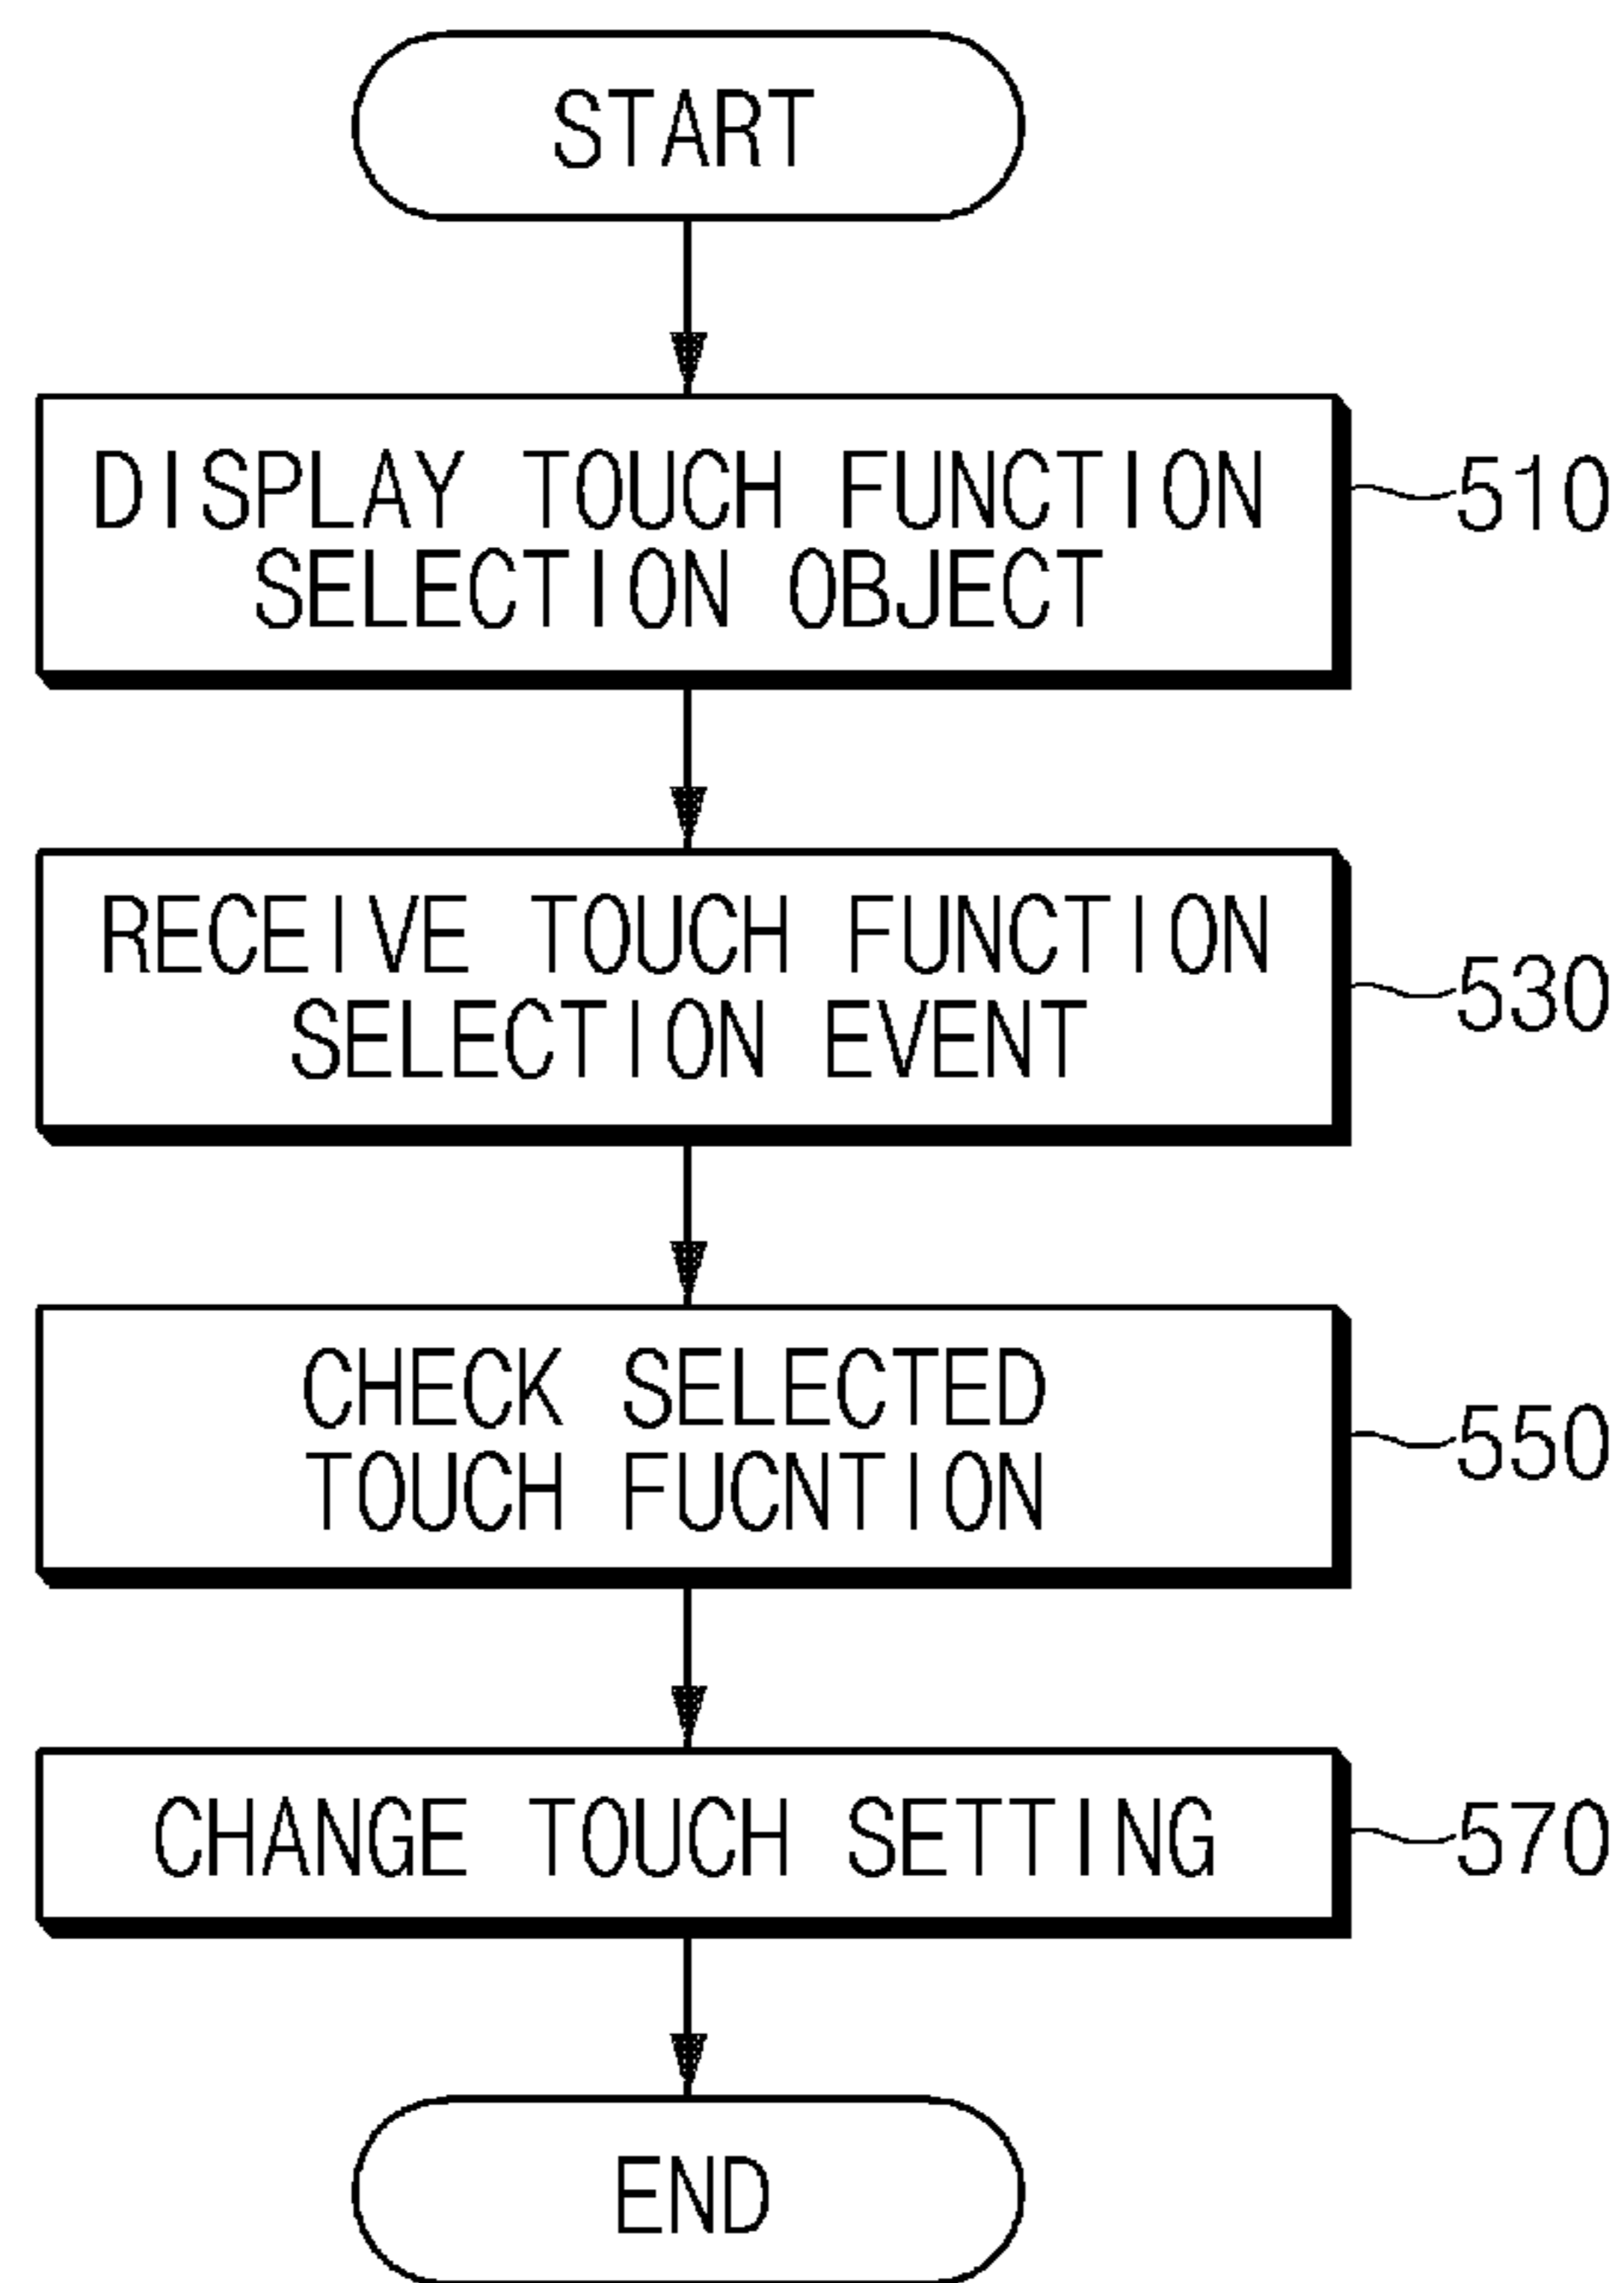 START
DISPLAY TOUCH FUNCTION
SELECTION OBJECT
510
RECEIVE TOUCH FUNCTION
SELECTION EVENT
530
CHECK SELECTED
TOUCH FUCNTION
550
CHANGE TOUCH SETTING
570
END